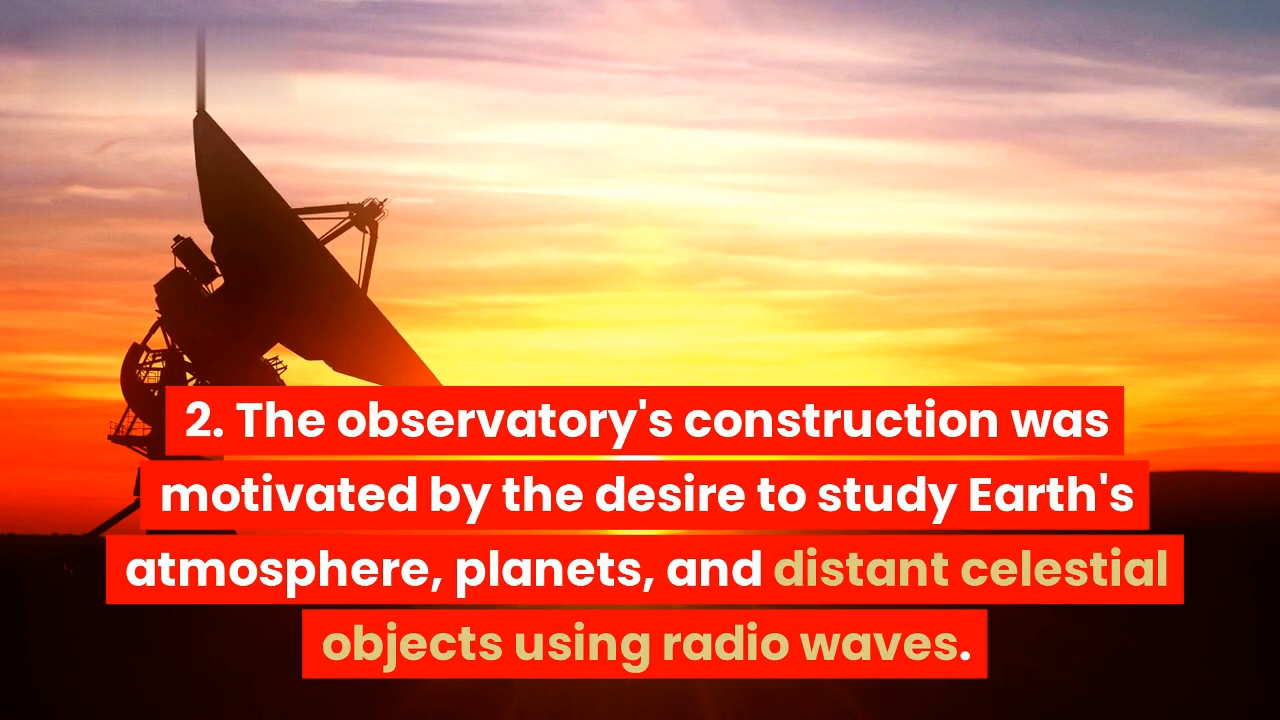 2. The observatory's construction was
motivated by the desire to study Earth's
atmosphere, planets, and distant celestial
objects using radio waves.